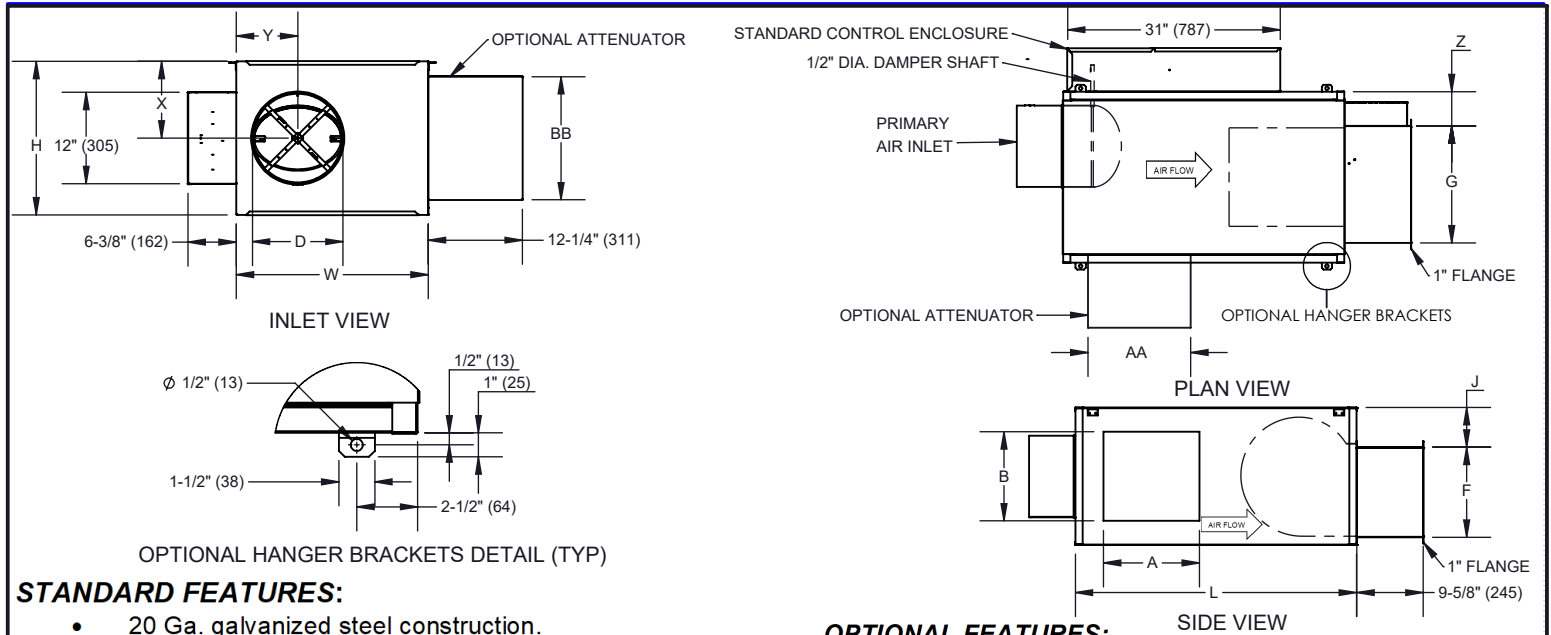 Y
OPTIONAL ATTENUATOR
X
H
12" (305)
BB
6-3/8" (162)
D
12-1/4" (311)
W
INLET VIEW
1/2" (13)
Ø 1/2" (13)
1" (25)
1-1/2" (38)
2-1/2" (64)
OPTIONAL HANGER BRACKETS DETAIL (TYP)
STANDARD FEATURES:
• 20 Ga. galvanized steel construction.
31" (787)
STANDARD CONTROL ENCLOSURE
Z
1/2" DIA. DAMPER SHAFT
PRIMARY
AIR INLET
AIR FLOW
G
1" FLANGE
OPTIONAL ATTENUATOR
OPTIONAL HANGER BRACKETS
AA
PLAN VIEW
J
B
F
AIR FLOW
A
1" FLANGE
L
9-5/8" (245)
SIDE VIEW
OPTIONAL FEATURES: